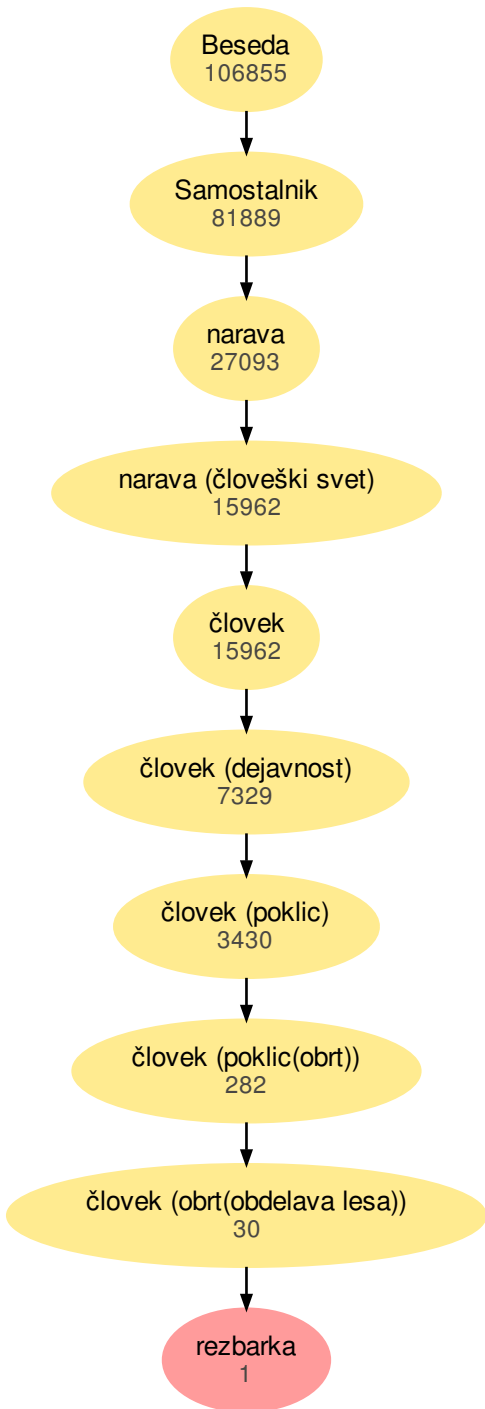 Beseda
106855
Samostalnik
81889
narava
27093
narava (človeški svet)
15962
človek
15962
človek (dejavnost)
7329
človek (poklic)
3430
človek (poklic(obrt))
282
človek (obrt(obdelava lesa))
30
rezbarka
1